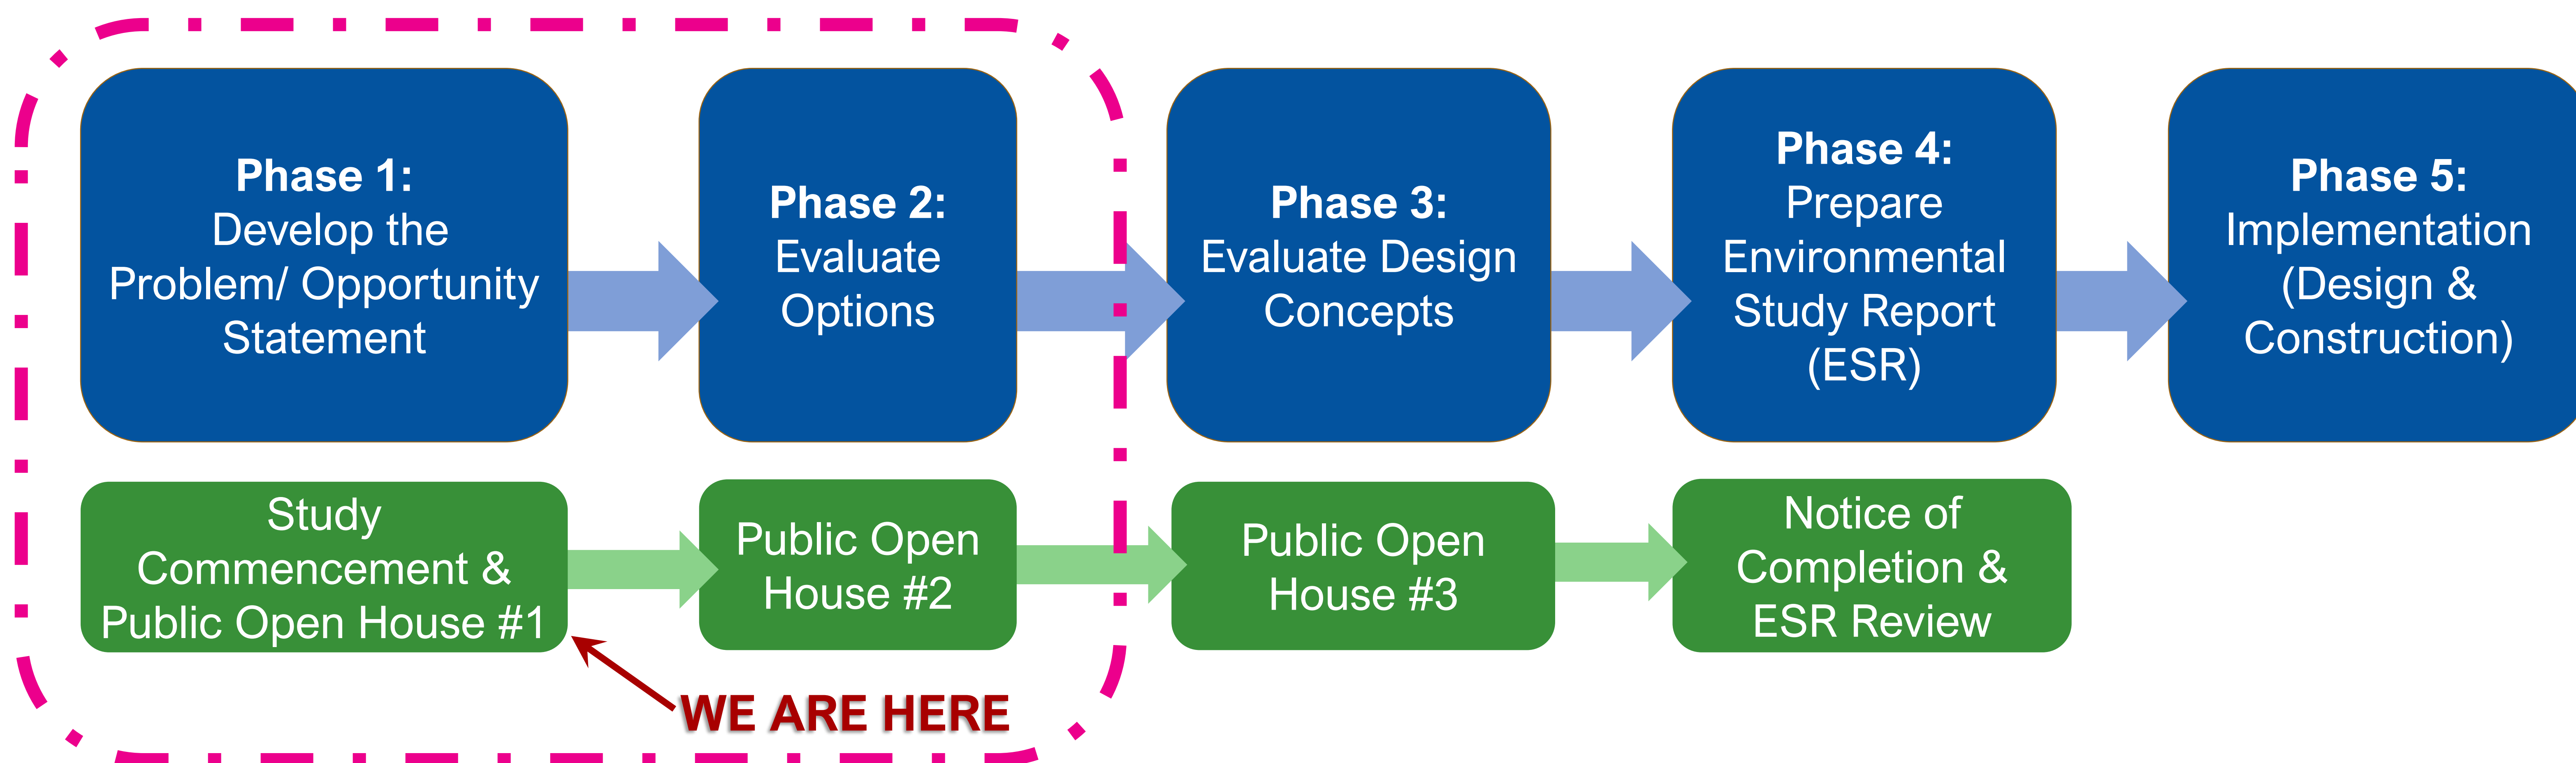 Phase 1:
Develop the
Problem/ Opportunity
Statement
Phase 2:
Evaluate
Options
Phase 3:
Evaluate Design
Concepts
Phase 4:
Prepare
Environmental
Study Report
(ESR)
Phase 5:
Implementation
(Design &
Construction)
Study
Commencement &
Public Open House #1
Public Open
House #2
Public Open
House #3
Notice of
Completion &
ESR Review
WE ARE HERE